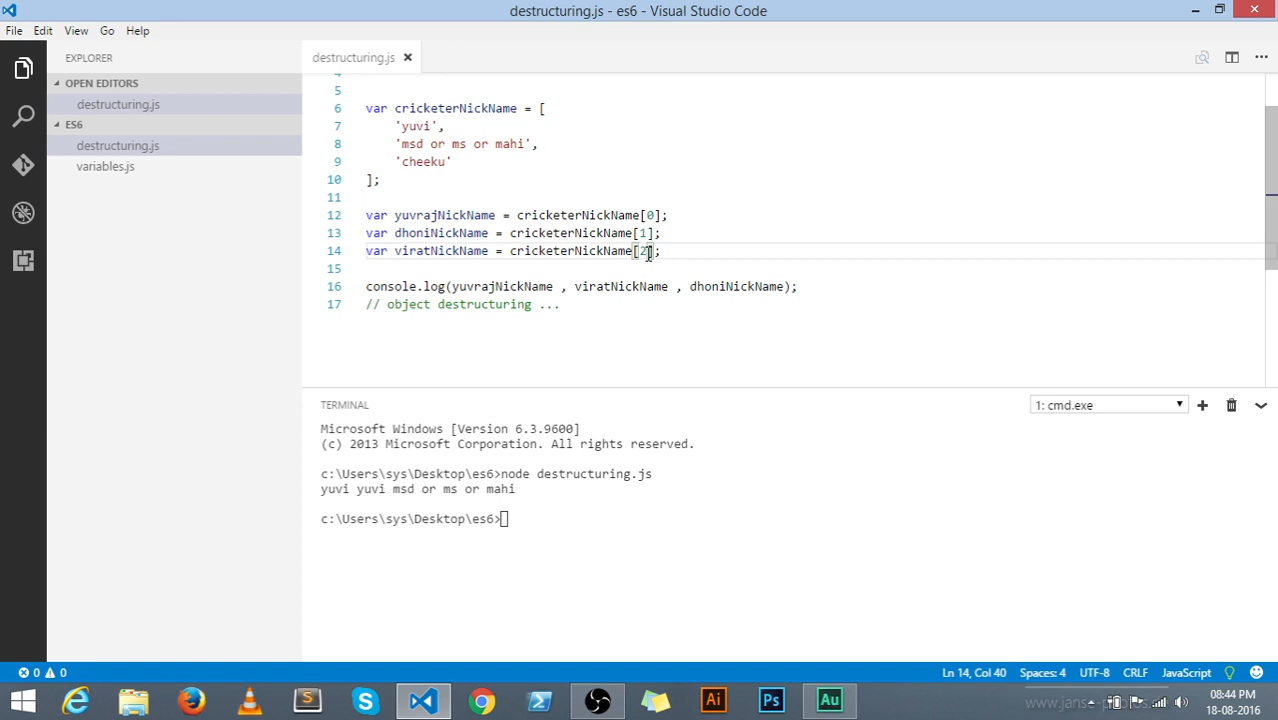 destructuring.js - es6 - Visual Studio Code
File Edit View Go Help
EXPLORER
destructuring.js
OPEN EDITORS
destructuring.js
ES6
destructuring.js
variables.js
4
5
6 var cricketerNickName = [
7 'yuvi',
8 'msd or ms or mahi',
9 'cheeku'
10 ];
11
12 var yuvrajNickName = cricketerNickName[0];
13 var dhoniNickName = cricketerNickName[1];
14 var viratNickName = cricketerNickName[2];
15
16 console.log(yuvrajNickName , viratNickName , dhoniNickName);
17 // object destructuring ...
TERMINAL
1: cmd.exe
Microsoft Windows [Version 6.3.9600]
(c) 2013 Microsoft Corporation. All rights reserved.
c:\Users\sys\Desktop\es6>node destructuring.js
yuvi yuvi msd or ms or mahi
c:\Users\sys\Desktop\es6>
0 0
Ln 14, Col 40 Spaces: 4 UTF-8 CRLF JavaScript
S
S
Ai
Ps
Au
08:44 PM
18-08-2016